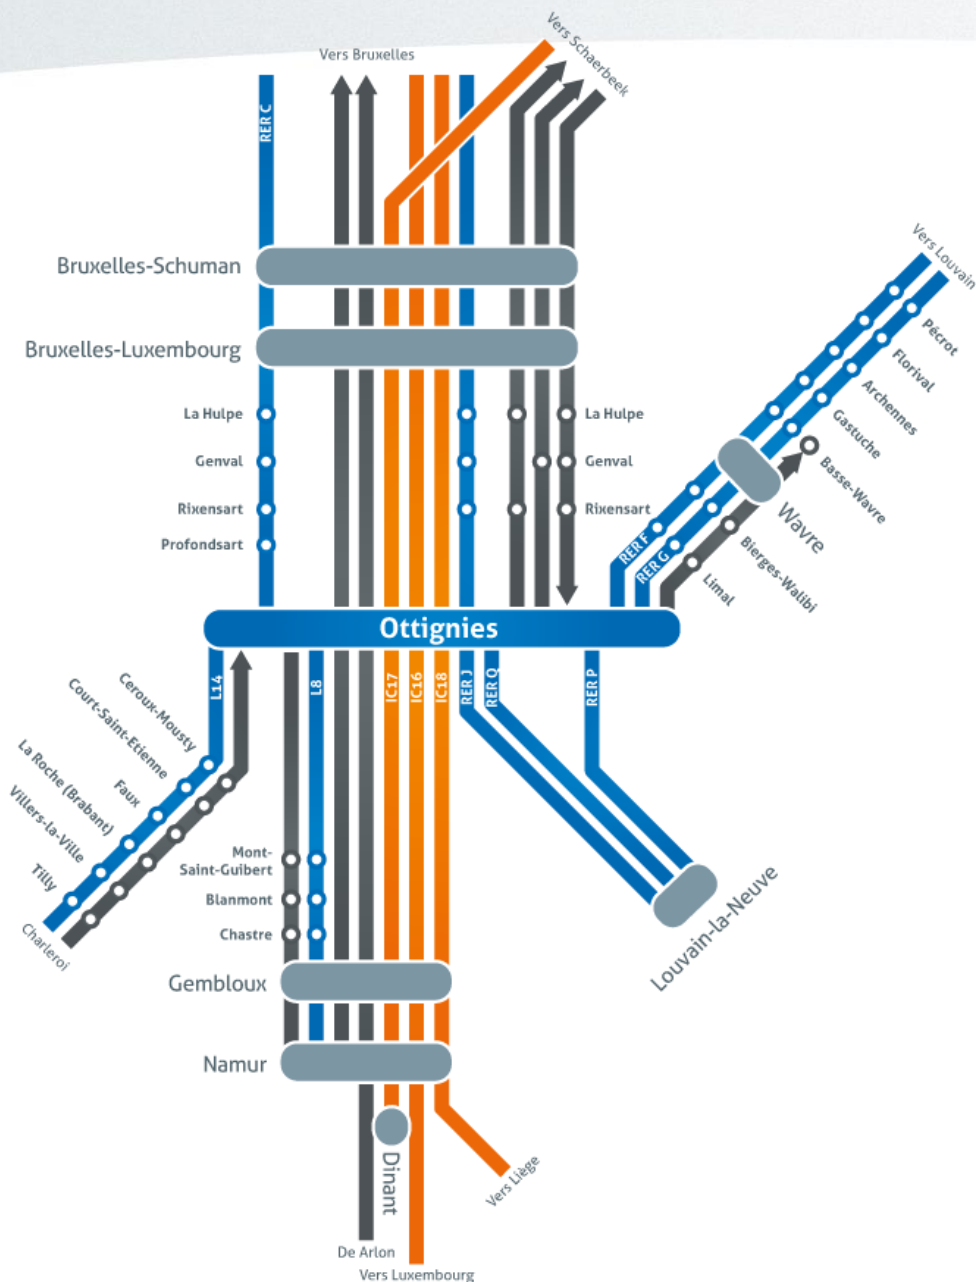 Vers Bruxelles
Vers Schaerbeek
RER C
Bruxelles-Schuman
Vers Louvain
Bruxelles-Luxembourg
Pécrot
Florival
Archennes
Gastuche
Basse-Wavre
La Hulpe
La Hulpe
Genval
Genval
Rixensart
Rixensart
Profondsart
Wavre
RER F
RER G
Bierges-Walibi
Limal
Ottignies
L14
L8
IC17
IC16
IC18
RER J
RER Q
RER P
Ceroux-Mousty
Court-Saint-Etienne
Faux
La Roche (Brabant)
Villers-la-Ville
Tilly
Charleroi
Mont-
Saint-Guibert
Blanmont
Chastre
Louvain-la-Neuve
Gembloux
Namur
Dinant
Vers Liège
De Arlon
Vers Luxembourg